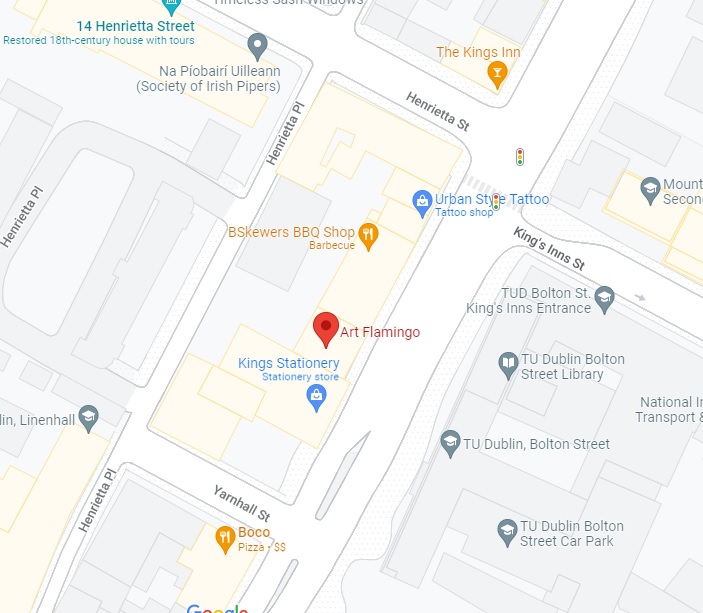 Timeless Sash Windows
14 Henrietta Street
Restored 18th-century house with tours
The Kings Inn
Na Píobairí Uilleann
(Society of Irish Pipers)
Henrietta St
Henrietta Pl
Henrietta Pl
Urban Style Tattoo
Tattoo shop
Mount
Secon
BSkewers BBQ Shop
Barbecue
King's Inns St
TUD Bolton St.
King's Inns Entrance
Art Flamingo
Kings Stationery
Stationery store
TU Dublin Bolton
Street Library
National In
Transport &
lin, Linenhall
TU Dublin, Bolton Street
Henrietta Pl
Yarnhall St
Boco
Pizza • $$
TU Dublin Bolton
Street Car Park
Google